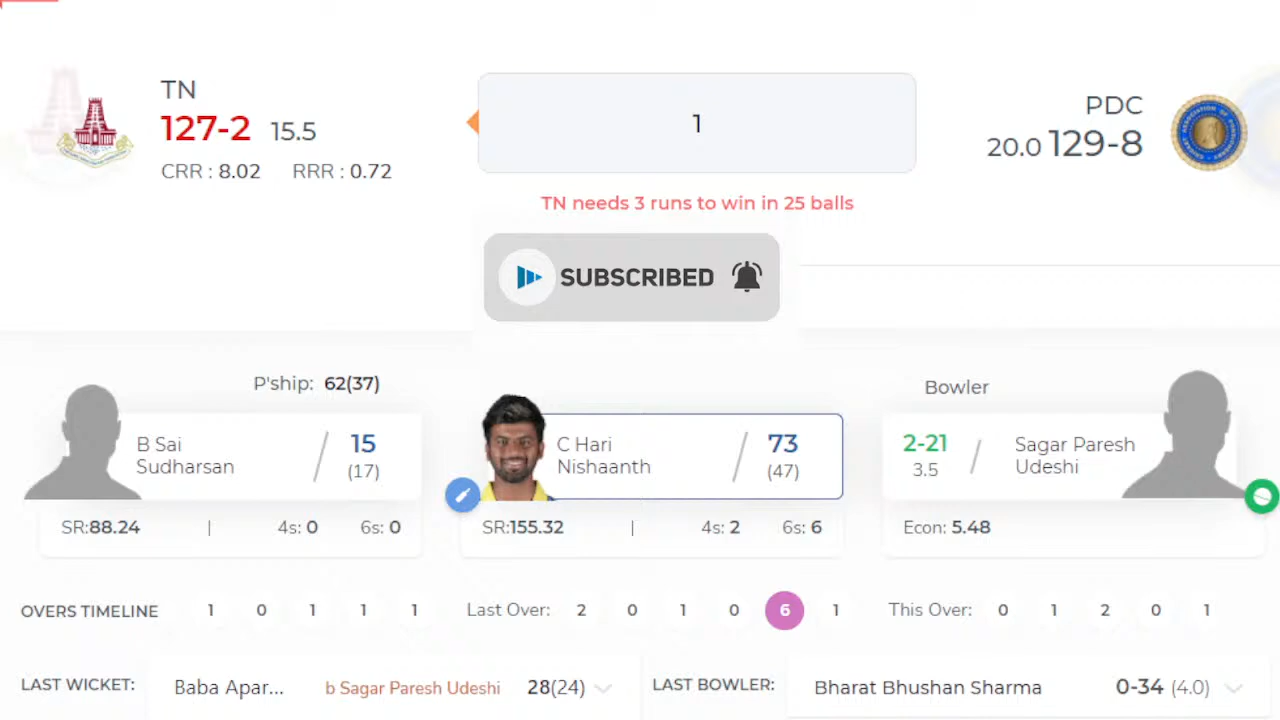 TN
127-2 15.5
CRR : 8.02 RRR : 0.72
1
TN needs 3 runs to win in 25 balls
PDC
20.0 129-8
SUBSCRIBED
P'ship: 62(37)
B Sai
Sudharsan
15
(17)
SR:88.24 | 4s: 0 6s: 0
C Hari
Nishaanth
73
(47)
SR:155.32 | 4s: 2 6s: 6
Bowler
2-21
3.5
Sagar Paresh
Udeshi
Econ: 5.48
OVERS TIMELINE 1 0 1 1 1 Last Over: 2 0 1 0 6 1 This Over: 0 1 2 0 1
LAST WICKET: Baba Apar... b Sagar Paresh Udeshi 28(24) LAST BOWLER: Bharat Bhushan Sharma 0-34 (4.0)